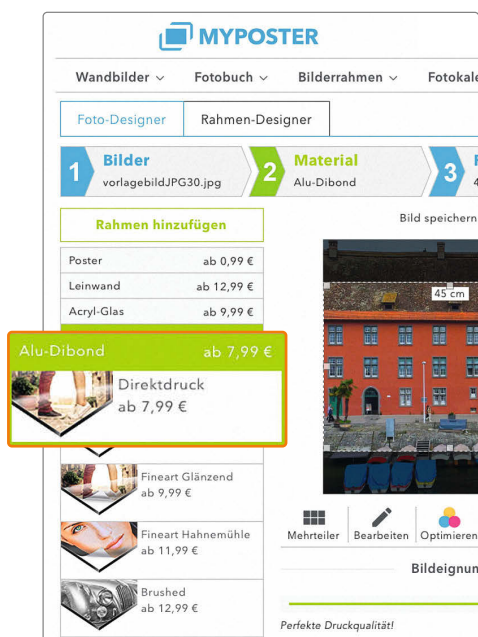 MYPOSTER
Wandbilder Fotobuch Bilderrahmen Fotokale
Foto-Designer Rahmen-Designer
1 Bilder
vorlagebildJPG30.jpg
2 Material
Alu-Dibond
3
4
Rahmen hinzufügen
Bild speichern
Poster ab 0,99 €
Leinwand ab 12,99 €
Acryl-Glas ab 9,99 €
45 cm
Alu-Dibond ab 7,99 €
Direktdruck
ab 7,99 €
Fineart Glänzend
ab 9,99 €
Fineart Hahnemühle
ab 11,99 €
Brushed
ab 12,99 €
Mehrteiler Bearbeiten Optimieren
Bildeignun
Perfekte Druckqualität!